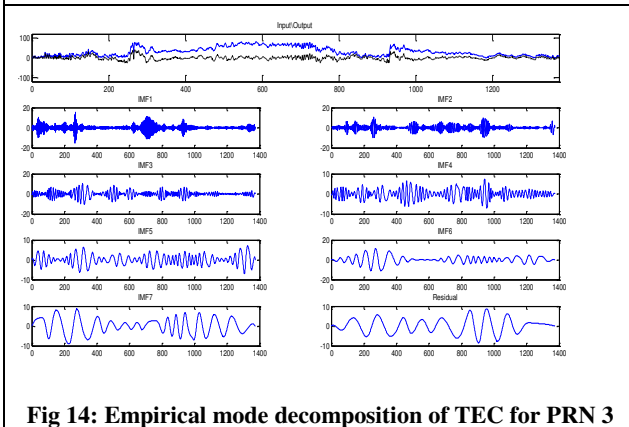 Input\Output
100
0
-100
0 200 400 600 800 1000 1200
IMF1 IMF2
20 20
0 0
-20 -20
0 200 400 600 800 1000 1200 1400 0 200 400 600 800 1000 1200 1400
IMF3 IMF4
20 10
0 0
-20 -10
0 200 400 600 800 1000 1200 1400 0 200 400 600 800 1000 1200 1400
IMF5 IMF6
10 20
0 0
-10 -20
0 200 400 600 800 1000 1200 1400 0 200 400 600 800 1000 1200 1400
IMF7 Residual
10 10
0 0
-10 -10
0 200 400 600 800 1000 1200 1400 0 200 400 600 800 1000 1200 1400
Fig 14: Empirical mode decomposition of TEC for PRN 3